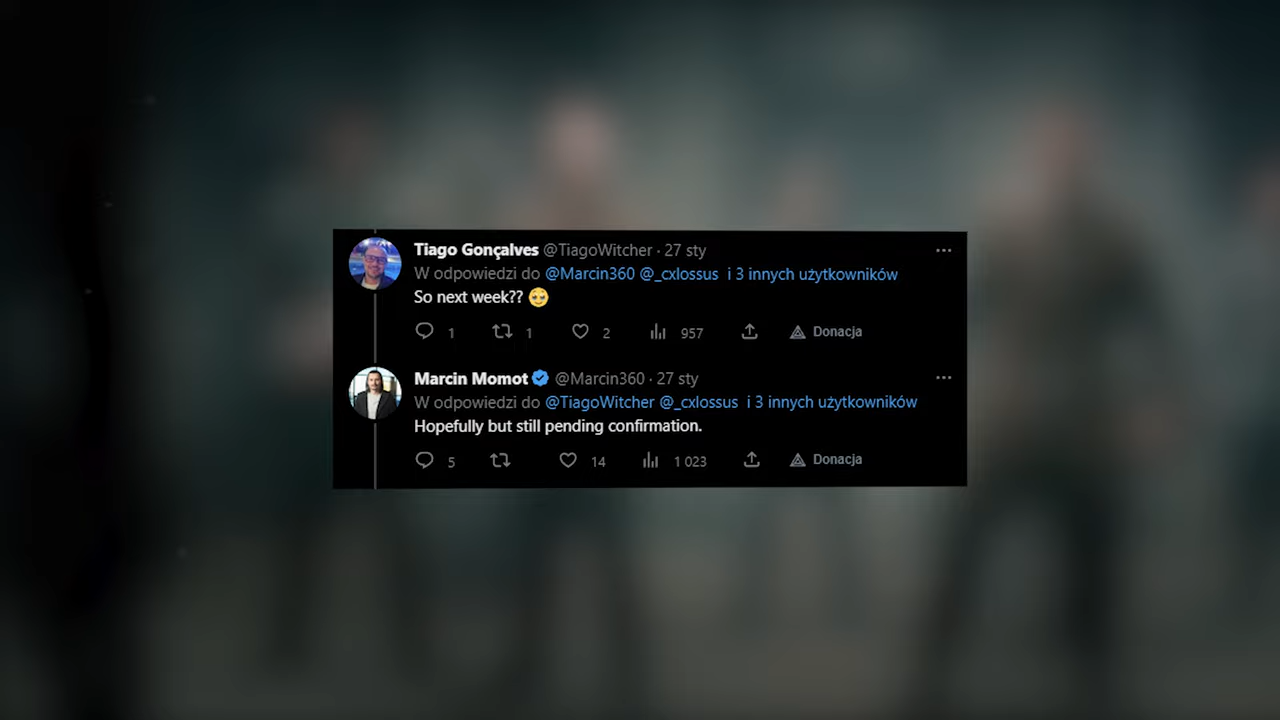 Tiago Gonçalves @TiagoWitcher · 27 sty
W odpowiedzi do @Marcin360 @_cxlossus i 3 innych użytkowników
So next week?? 🥹
1 1 2 957 Donacja
Marcin Momot @Marcin360 · 27 sty
W odpowiedzi do @TiagoWitcher @_cxlossus i 3 innych użytkowników
Hopefully but still pending confirmation.
5 14 1 023 Donacja